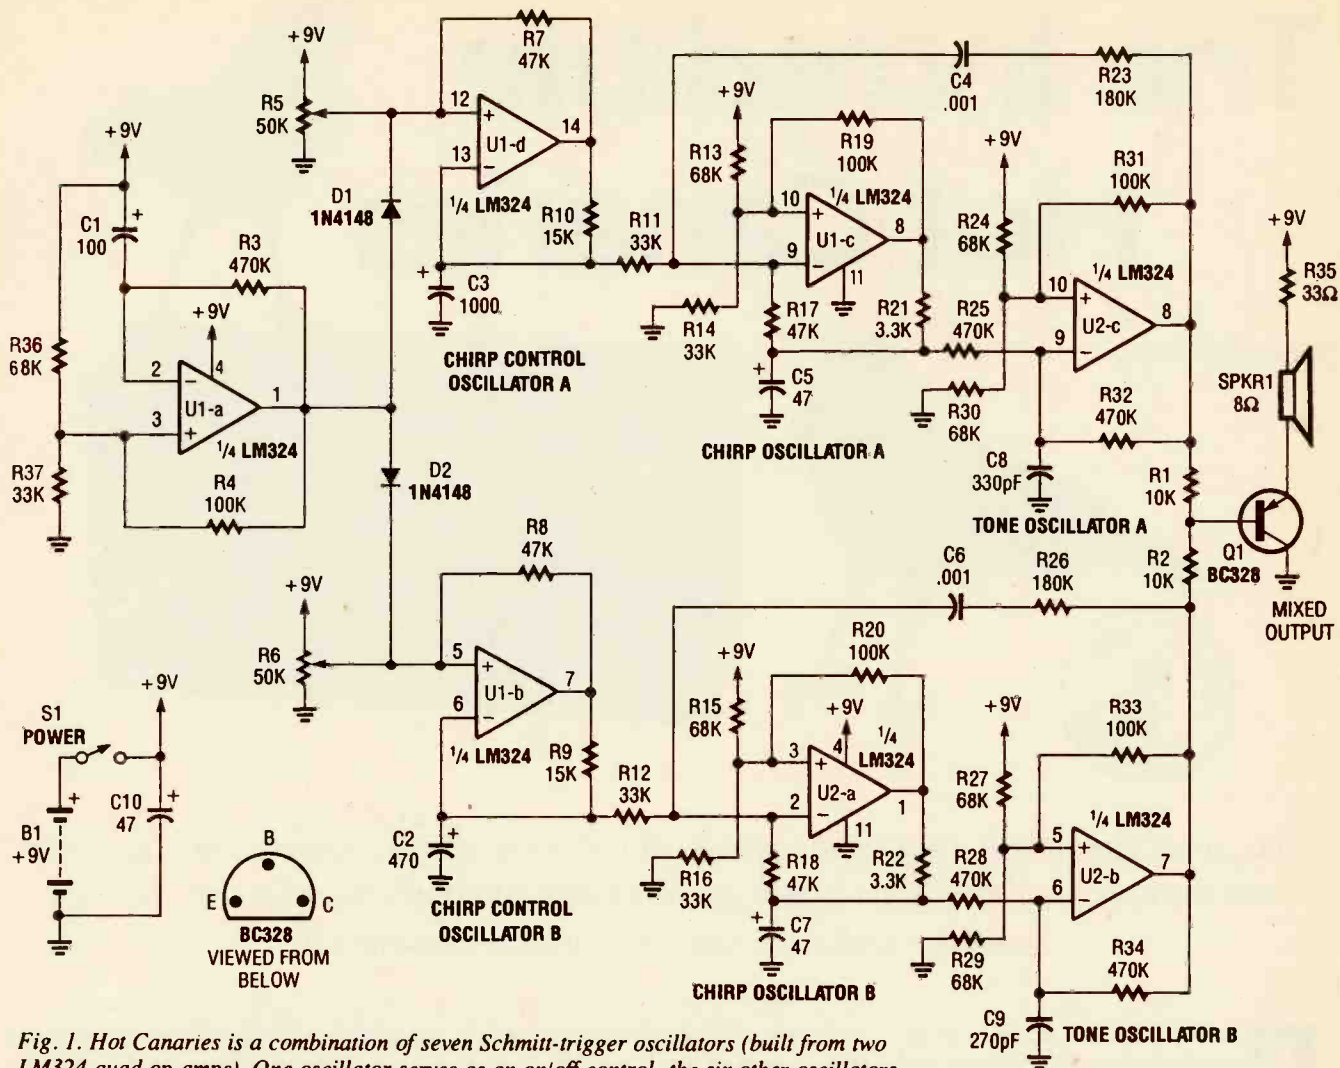 +9V
C1
100
R3
470K
+9V
R36
68K
R37
33K
2
3
4
1
−
+
U1-a
1/4 LM324
R4
100K
+9V
R5
50K
D1
1N4148
D2
1N4148
R7
47K
12
13
14
+
−
U1-d
1/4 LM324
R10
15K
C3
1000
CHIRP CONTROL
OSCILLATOR A
R11
33K
C4
.001
R23
180K
+9V
R13
68K
R14
33K
R19
100K
10
9
8
11
+
−
U1-c
1/4 LM324
R17
47K
R21
3.3K
C5
47
CHIRP OSCILLATOR A
+9V
R24
68K
R25
470K
R30
68K
R31
100K
10
9
8
+
−
U2-c
1/4 LM324
R32
470K
C8
330pF
TONE OSCILLATOR A
R1
10K
R2
10K
+9V
R35
33Ω
SPKR1
8Ω
Q1
BC328
MIXED
OUTPUT
+9V
R6
50K
R8
47K
5
6
7
+
−
U1-b
1/4 LM324
R9
15K
C2
470
CHIRP CONTROL
OSCILLATOR B
R12
33K
C6
.001
R26
180K
+9V
R15
68K
R16
33K
R20
100K
+9V
3
2
4
1
11
+
−
U2-a
1/4
LM324
R18
47K
R22
3.3K
C7
47
CHIRP OSCILLATOR B
+9V
R27
68K
R28
470K
R29
68K
R33
100K
5
6
7
+
−
U2-b
1/4 LM324
R34
470K
C9
270pF
TONE OSCILLATOR B
S1
POWER
+9V
B1
+9V
C10
47
B
E
C
BC328
VIEWED FROM
BELOW
Fig. 1. Hot Canaries is a combination of seven Schmitt-trigger oscillators (built from two
LM324 quad op amps). One oscillator serves as an on/off control, the six other oscillators